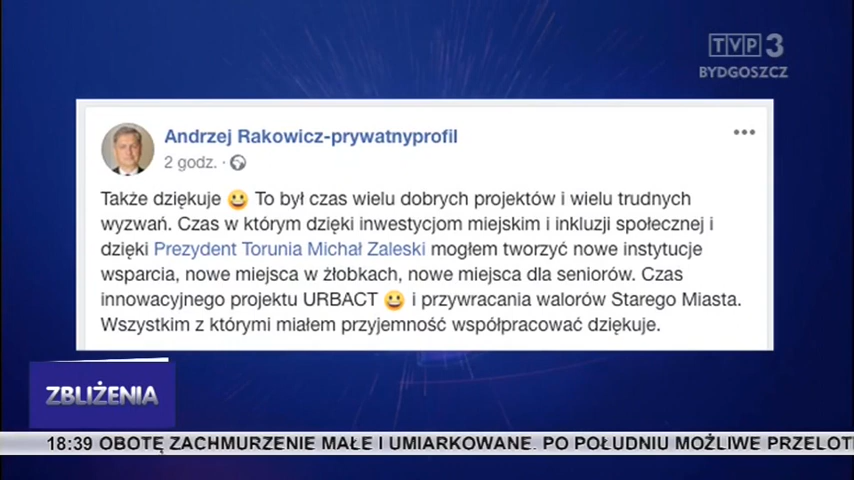 TVP3
BYDGOSZCZ
Andrzej Rakowicz-prywatnyprofil
2 godz.
Także dziękuje 😀 To był czas wielu dobrych projektów i wielu trudnych
wyzwań. Czas w którym dzięki inwestycjom miejskim i inkluzji społecznej i
dzięki Prezydent Torunia Michał Zaleski mogłem tworzyć nowe instytucje
wsparcia, nowe miejsca w żłobkach, nowe miejsca dla seniorów. Czas
innowacyjnego projektu URBACT 😀 i przywracania walorów Starego Miasta.
Wszystkim z którymi miałem przyjemność współpracować dziękuje.
ZBLIŻENIA
18:39 OBOTĘ ZACHMURZENIE MAŁE I UMIARKOWANE. PO POŁUDNIU MOŻLIWE PRZELOT